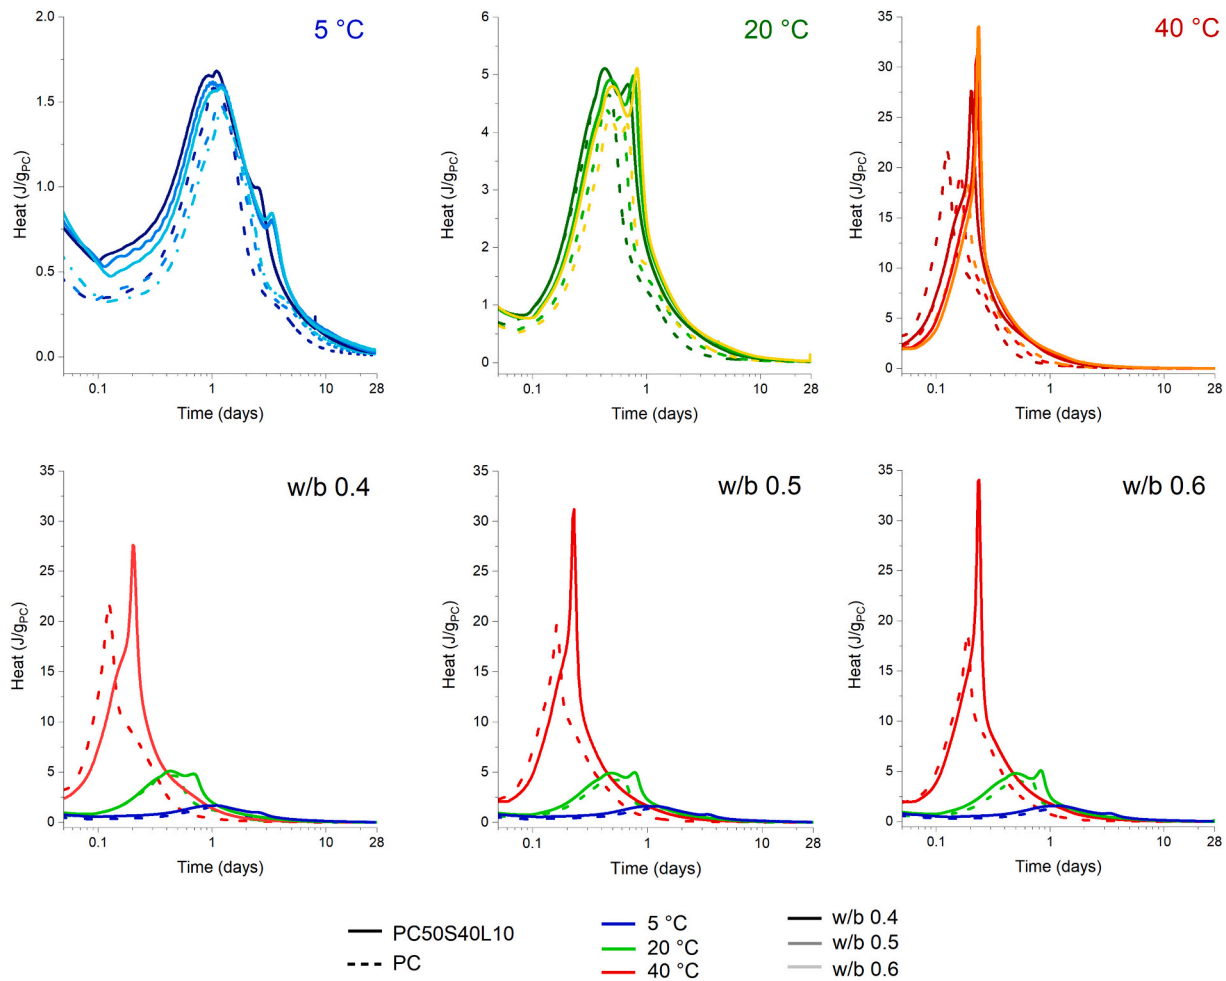 5 °C
2.0
1.5
1.0
0.5
0.0
Heat (J/gPC)
0.1 1 10 28
Time (days)
20 °C
6
5
4
3
2
1
0
Heat (J/gPC)
0.1 1 10 28
Time (days)
40 °C
35
30
25
20
15
10
5
0
Heat (J/gPC)
0.1 1 10 28
Time (days)
w/b 0.4
35
30
25
20
15
10
5
0
Heat (J/gPC)
0.1 1 10 28
Time (days)
w/b 0.5
35
30
25
20
15
10
5
0
Heat (J/gPC)
0.1 1 10 28
Time (days)
w/b 0.6
35
30
25
20
15
10
5
0
Heat (J/gPC)
0.1 1 10 28
Time (days)
PC50S40L10
PC
5 °C
20 °C
40 °C
w/b 0.4
w/b 0.5
w/b 0.6